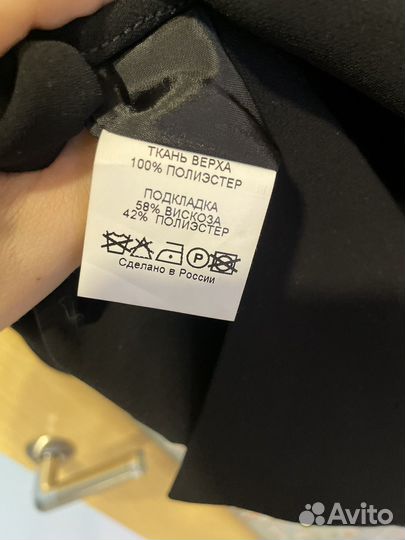 ТКАНЬ ВЕРХА
100% ПОЛИЭСТЕР
ПОДКЛАДКА
58% ВИСКОЗА
42% ПОЛИЭСТЕР
P
Сделано в России
Avito